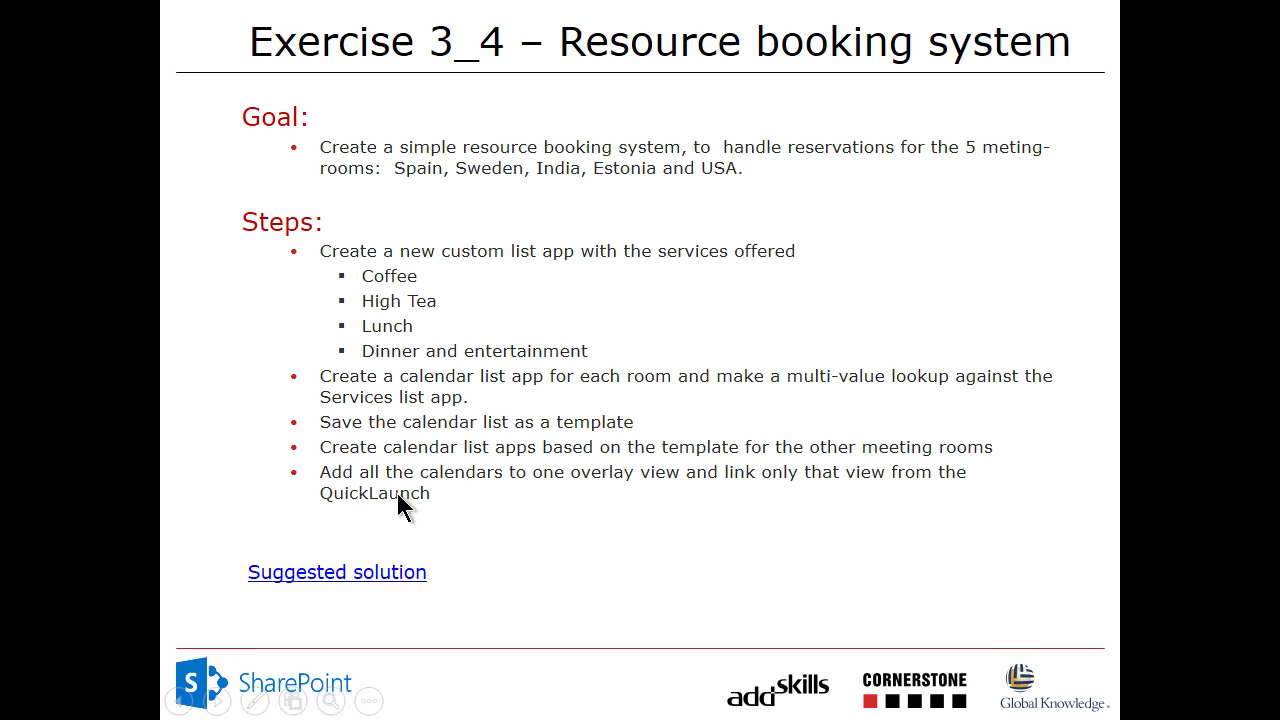 Exercise 3_4 – Resource booking system
Goal:
• Create a simple resource booking system, to  handle reservations for the 5 meting-
rooms:  Spain, Sweden, India, Estonia and USA.
Steps:
• Create a new custom list app with the services offered
▪ Coffee
▪ High Tea
▪ Lunch
▪ Dinner and entertainment
• Create a calendar list app for each room and make a multi-value lookup against the
Services list app.
• Save the calendar list as a template
• Create calendar list apps based on the template for the other meeting rooms
• Add all the calendars to one overlay view and link only that view from the
QuickLaunch
Suggested solution
S SharePoint
addskills
CORNERSTONE
Global Knowledge®